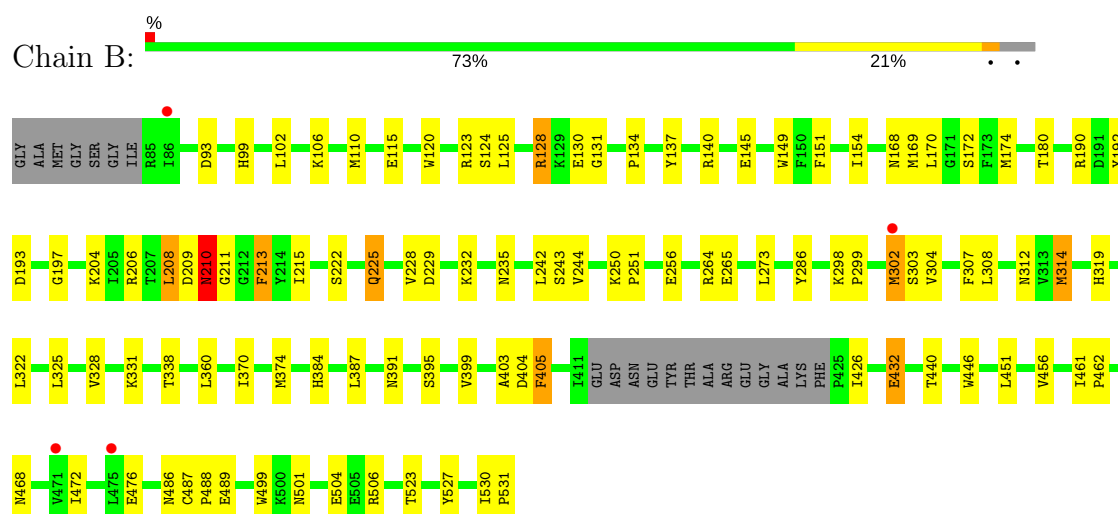 %
Chain B:
73% 21% • •
GLY ALA MET GLY SER GLY ILE R85 I86 D93 H99 L102 K106 M110 E115 W120 R123 S124 L125 R128 K129 E130 G131 P134 Y137 R140 E145 W149 F150 F151 I154 N168 M169 L170 G171 S172 F173 M174 T180 R190 D191 Y192
D193 G197 K204 I205 R206 T207 L208 D209 N210 G211 G212 F213 Y214 I215 S222 Q225 V228 D229 K232 N235 L242 S243 V244 K250 P251 E256 R264 E265 L273 Y286 K298 P299 M302 S303 V304 F307 L308 N312 V313 M314 H319
L322 L325 V328 K331 T338 L360 I370 M374 H384 L387 N391 S395 V399 A403 D404 F405 I411 GLU ASP ASN GLU TYR THR ALA ARG GLU GLY ALA LYS PHE P425 I426 E432 T440 W446 L451 V456 I461 P462
N468 V471 I472 L475 E476 N486 C487 P488 E489 W499 K500 N501 E504 E505 R506 T523 Y527 I530 P531